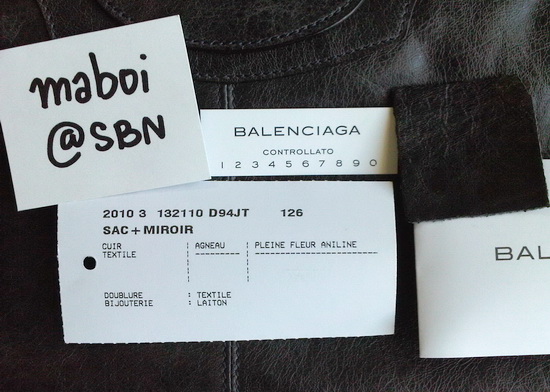 maboi
@SBN
BALENCIAGA
CONTROLLATO
1 2 3 4 5 6 7 8 9 0
2010 3 132110 D94JT 126
SAC + MIROIR
CUIR : AGNEAU : PLEINE FLEUR ANILINE
TEXTILE : --------- : -------------------------
DOUBLURE : TEXTILE
BIJOUTERIE : LAITON
BAL